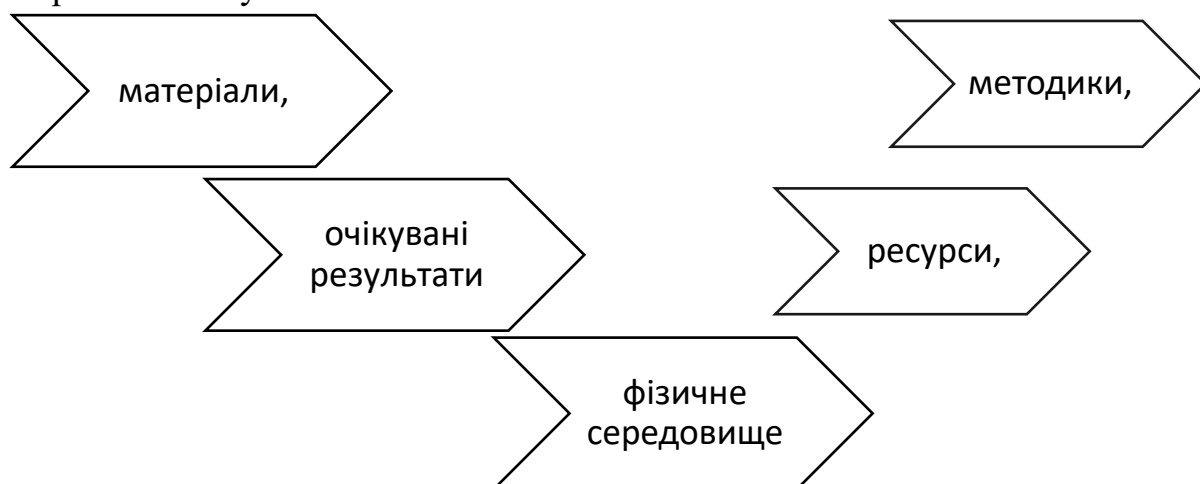 матеріали,
методики,
очікувані
результати
ресурси,
фізичне
середовище